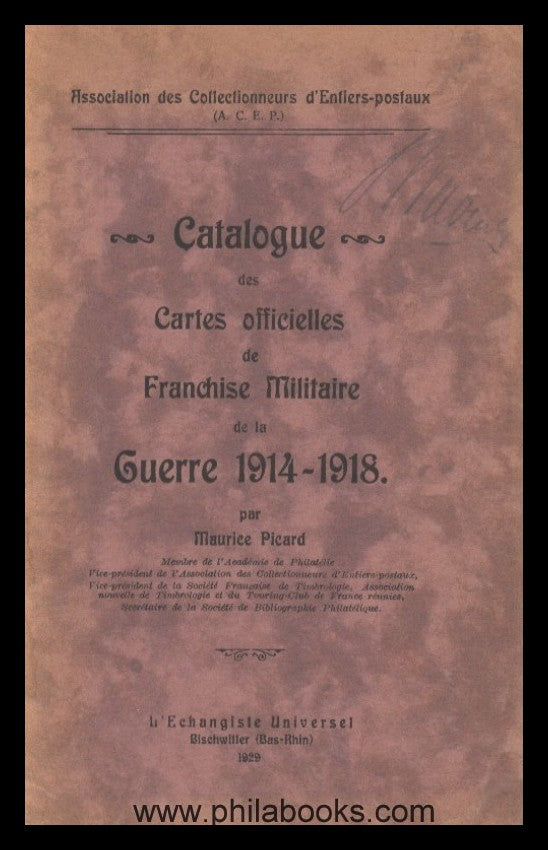 Association des Collectionneurs d'Entiers-postaux
(A. C. E. P.)
Catalogue
des
Cartes officielles
de
Franchise Militaire
de la
Guerre 1914-1918.
par
Maurice Picard
Membre de l'Académie de Philatélie
Vice-président de l'Association des Collectionneurs d'Entiers-postaux,
Vice-président de la Société Française de Timbrologie, Association
nouvelle de Timbrologie et du Touring-Club de France réunies,
Secrétaire de la Société de Bibliographie Philatélique.
L'Echangiste Universel
Bischwiller (Bas-Rhin)
1929
www.philabooks.com